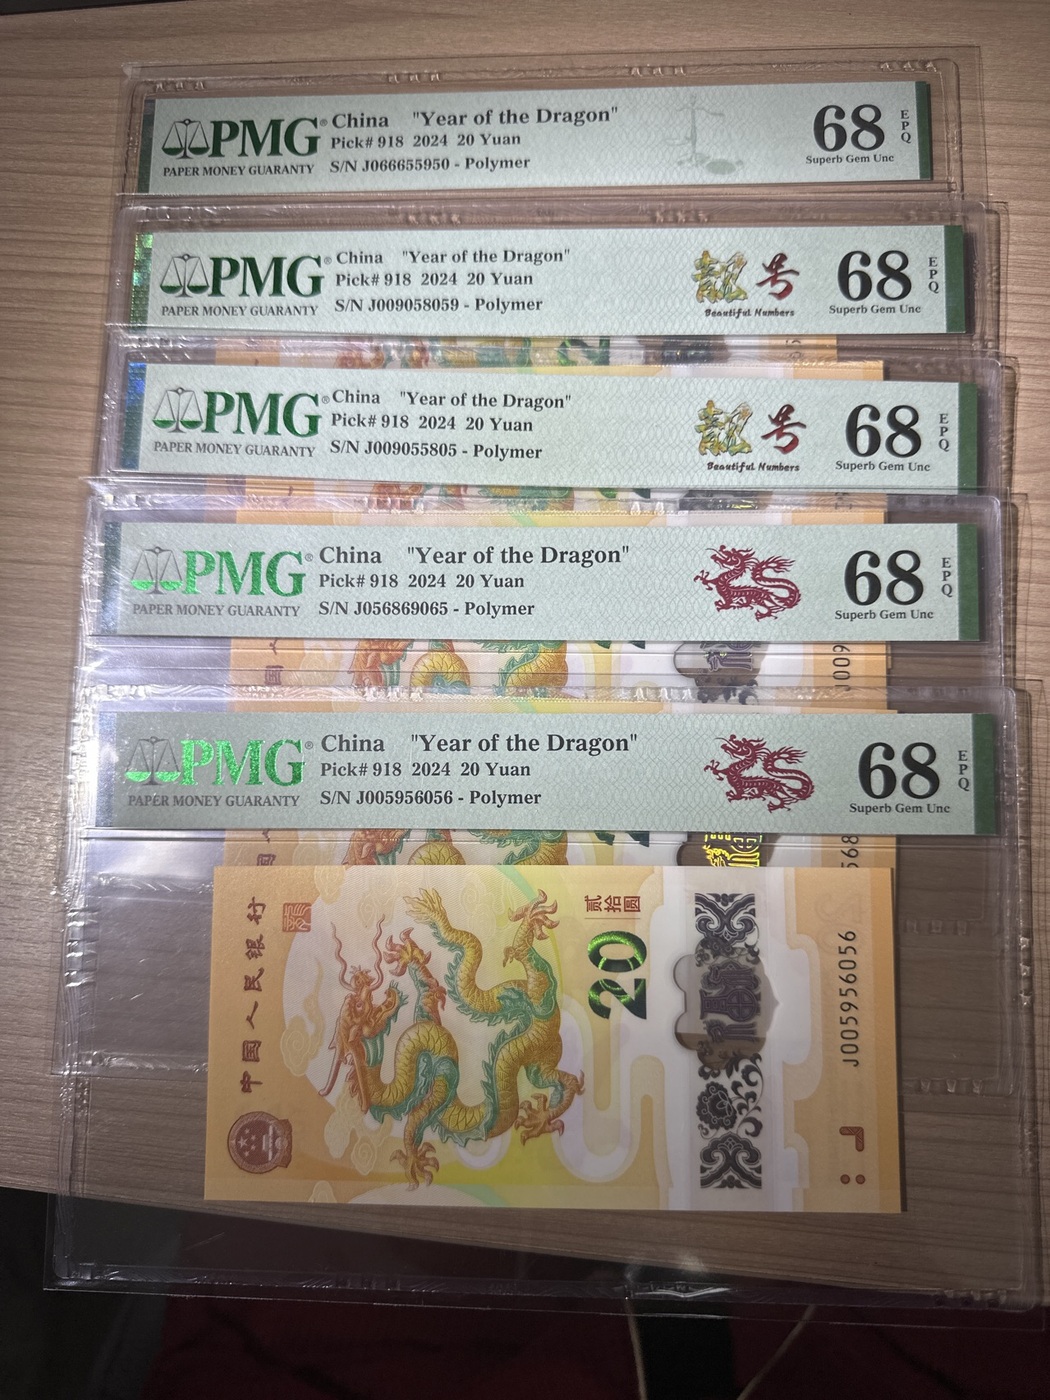 PMG® China "Year of the Dragon" 68 EPQ
Pick# 918 2024 20 Yuan Superb Gem Unc
PAPER MONEY GUARANTY S/N J066655950 - Polymer
PMG® China "Year of the Dragon" 靓号 68 EPQ
Pick# 918 2024 20 Yuan
PAPER MONEY GUARANTY S/N J009058059 - Polymer Beautiful Numbers Superb Gem Unc
PMG® China "Year of the Dragon" 靓号 68 EPQ
Pick# 918 2024 20 Yuan
PAPER MONEY GUARANTY S/N J009055805 - Polymer Beautiful Numbers Superb Gem Unc
PMG® China "Year of the Dragon" 68 EPQ
Pick# 918 2024 20 Yuan
PAPER MONEY GUARANTY S/N J056869065 - Polymer Superb Gem Unc
J009
PMG® China "Year of the Dragon" 68 EPQ
Pick# 918 2024 20 Yuan
PAPER MONEY GUARANTY S/N J005956056 - Polymer Superb Gem Unc
568
中国人民银行
贰拾圆
20
J005956056